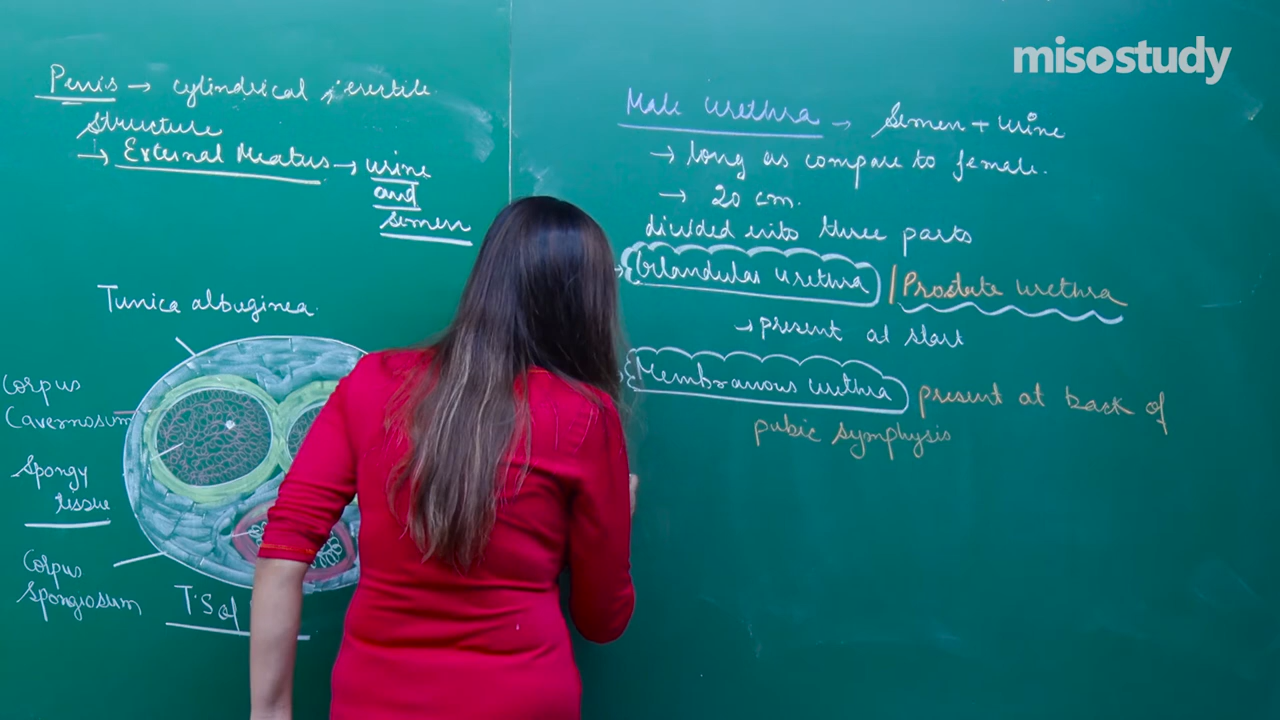 misostudy
Penis → cylindrical, erectile
structure
→ External Meatus → urine
and
semen
Tunica albuginea.
Corpus
Cavernosum
Spongy
tissue
Corpus
Spongiosum
T.S of
Male urethra → Semen + Urine
→ long as compare to female.
→ 20 cm.
divided into three parts
→ Glandular urethra / Prostate urethra
→ present at start
Membranous urethra present at back of
pubic symphysis